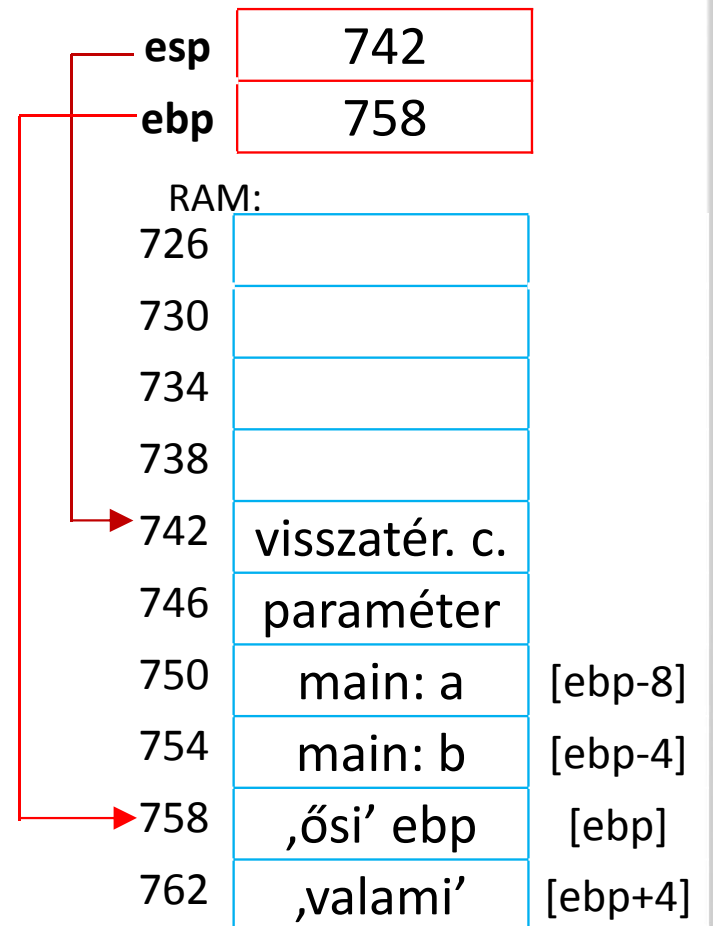 esp 742
ebp 758
RAM:
726
730
734
738
742 visszatér. c.
746 paraméter
750 main: a [ebp-8]
754 main: b [ebp-4]
758 ‚ősi’ ebp [ebp]
762 ‚valami’ [ebp+4]